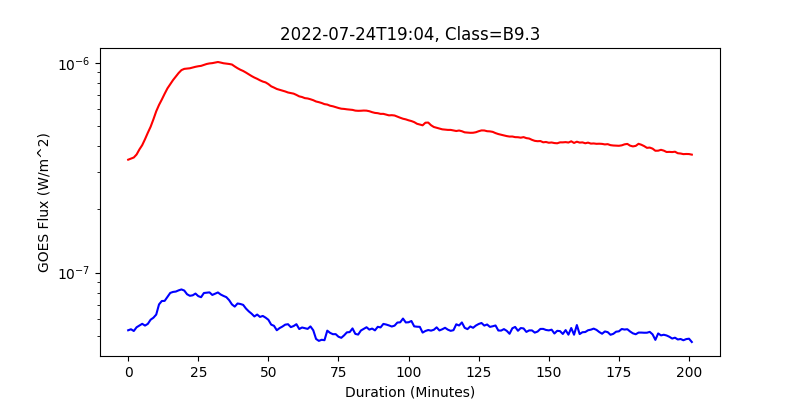 2022-07-24T19:04, Class=B9.3
10⁻⁶
10⁻⁷
GOES Flux (W/m^2)
0 25 50 75 100 125 150 175 200
Duration (Minutes)